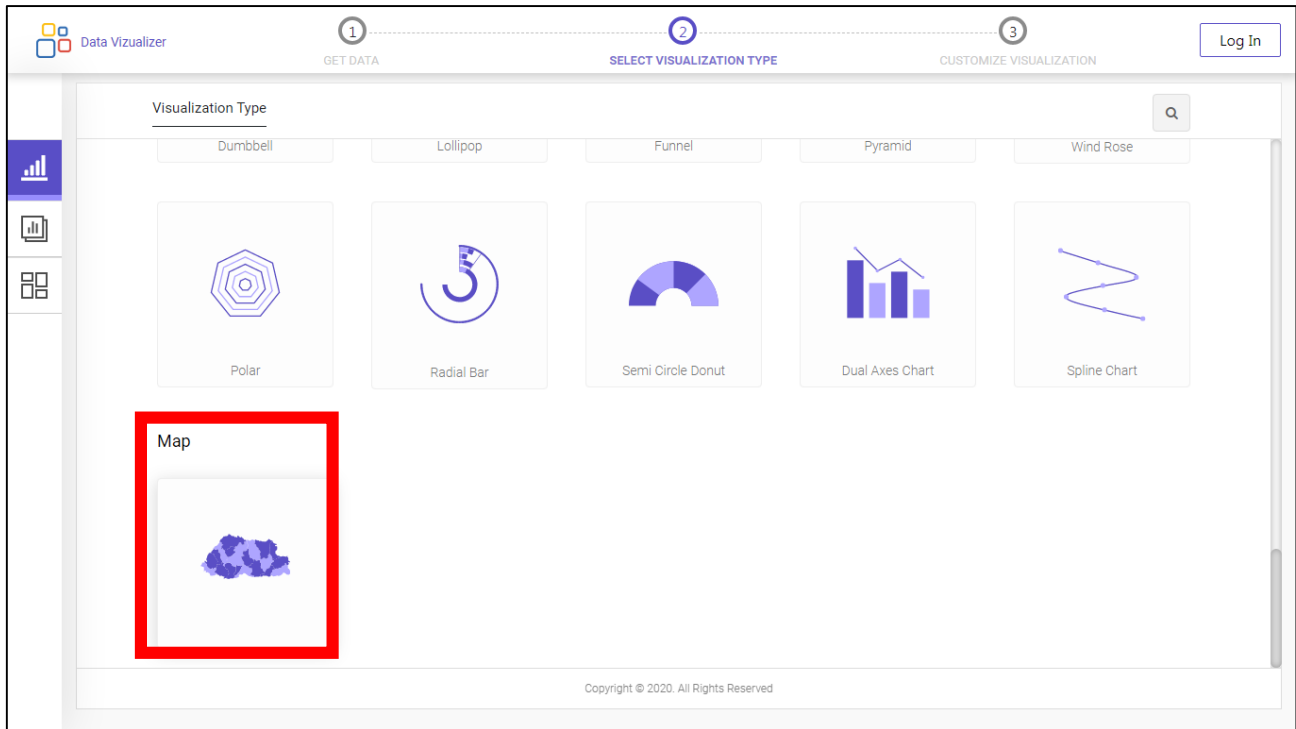 Data Vizualizer
1
GET DATA
2
SELECT VISUALIZATION TYPE
3
CUSTOMIZE VISUALIZATION
Log In
Visualization Type
Dumbbell
Lollipop
Funnel
Pyramid
Wind Rose
Polar
Radial Bar
Semi Circle Donut
Dual Axes Chart
Spline Chart
Map
Copyright © 2020. All Rights Reserved